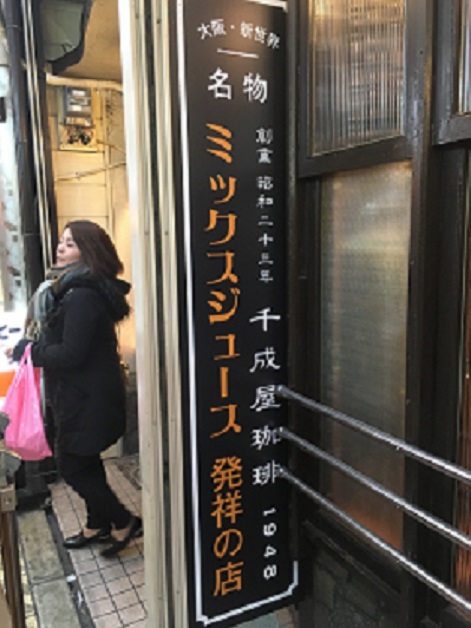 大阪・新世界
名物
創業 昭和二十三年
千成屋珈琲 1948
ミックスジュース 発祥の店